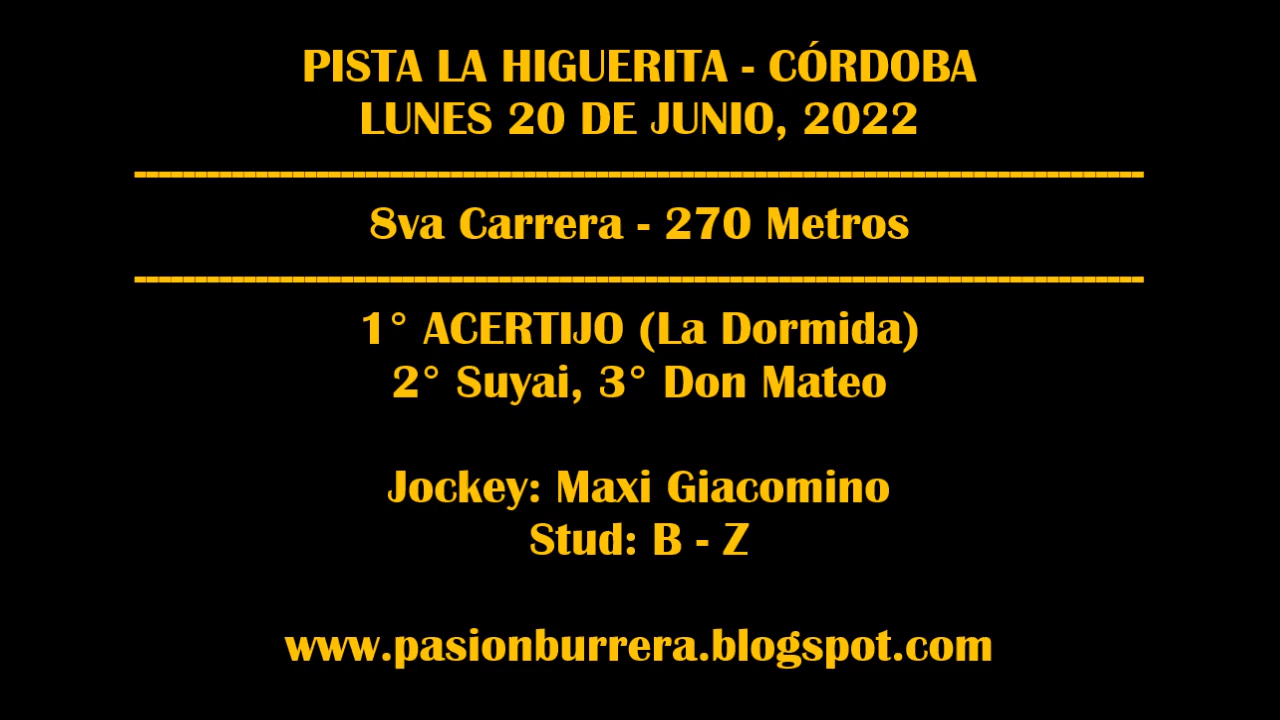 PISTA LA HIGUERITA - CÓRDOBA
LUNES 20 DE JUNIO, 2022
8va Carrera - 270 Metros
1° ACERTIJO (La Dormida)
2° Suyai, 3° Don Mateo
Jockey: Maxi Giacomino
Stud: B - Z
www.pasionburrera.blogspot.com